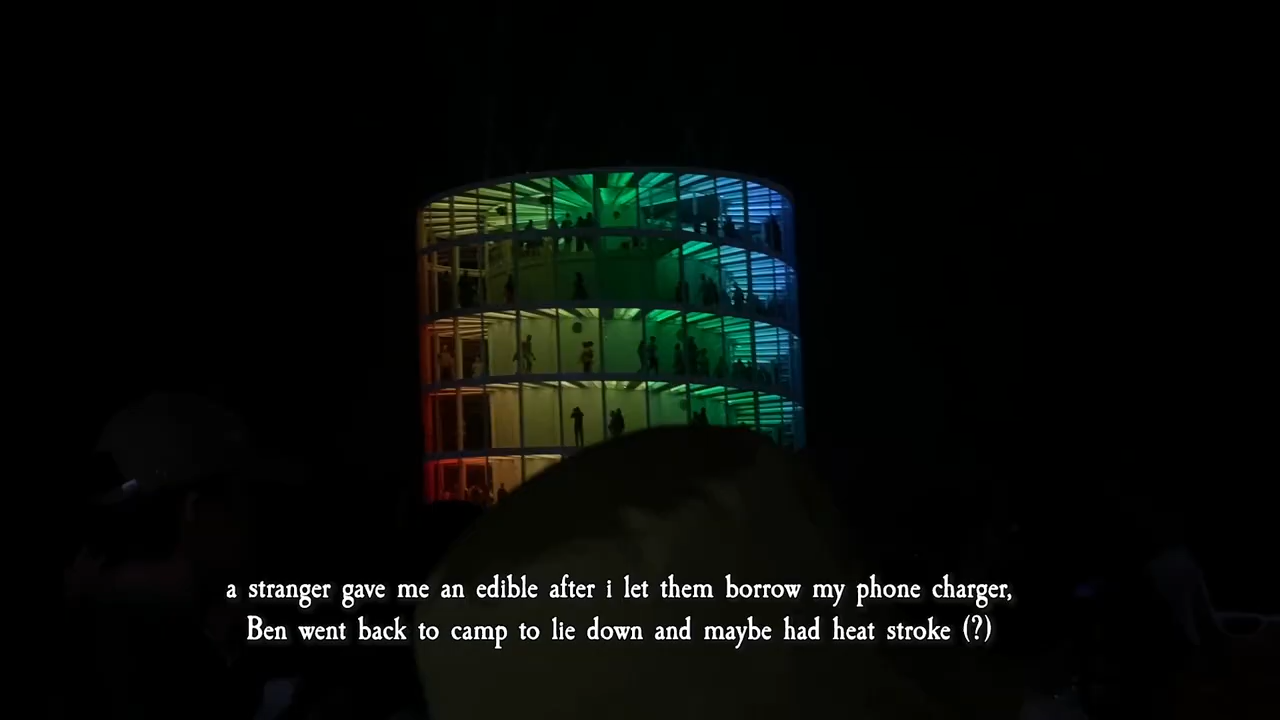 a stranger gave me an edible after i let them borrow my phone charger,
Ben went back to camp to lie down and maybe had heat stroke (?)